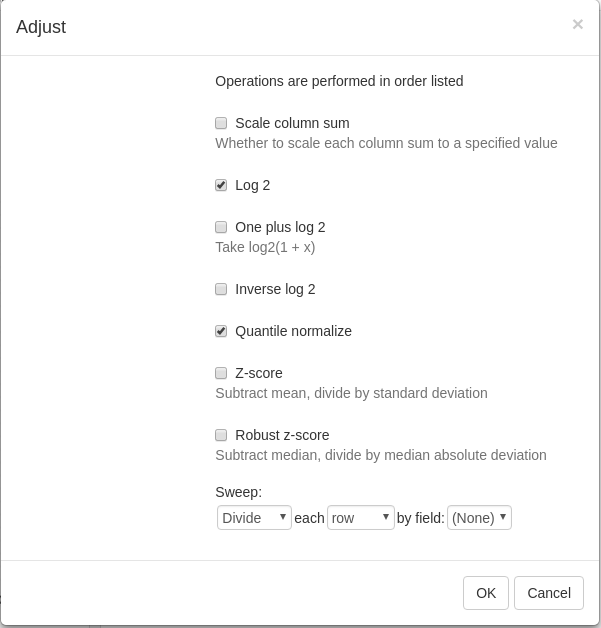 Adjust
×
Operations are performed in order listed
Scale column sum
Whether to scale each column sum to a specified value
Log 2
One plus log 2
Take log2(1 + x)
Inverse log 2
Quantile normalize
Z-score
Subtract mean, divide by standard deviation
Robust z-score
Subtract median, divide by median absolute deviation
Sweep:
Divide each row by field: (None)
OK Cancel